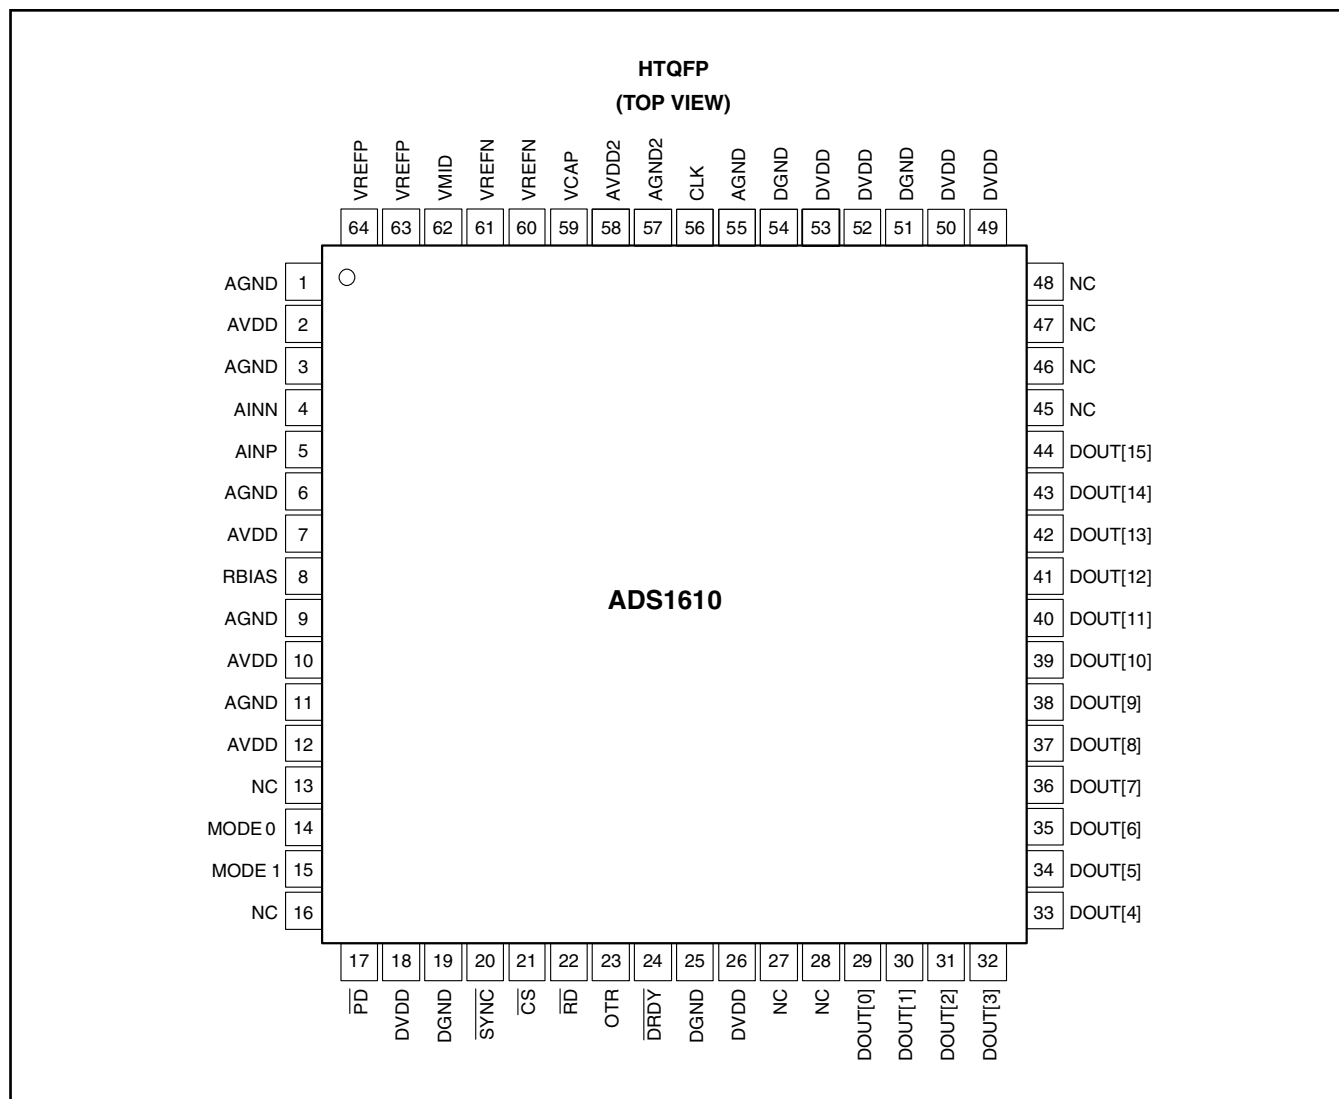 HTQFP
(TOP VIEW)
VREFP VREFP VMID VREFN VREFN VCAP AVDD2 AGND2 CLK AGND DGND DVDD DVDD DGND DVDD DVDD
64 63 62 61 60 59 58 57 56 55 54 53 52 51 50 49
AGND 1 48 NC
AVDD 2 47 NC
AGND 3 46 NC
AINN 4 45 NC
AINP 5 44 DOUT[15]
AGND 6 43 DOUT[14]
AVDD 7 42 DOUT[13]
RBIAS 8 41 DOUT[12]
ADS1610
AGND 9 40 DOUT[11]
AVDD 10 39 DOUT[10]
AGND 11 38 DOUT[9]
AVDD 12 37 DOUT[8]
NC 13 36 DOUT[7]
MODE 0 14 35 DOUT[6]
MODE 1 15 34 DOUT[5]
NC 16 33 DOUT[4]
17 18 19 20 21 22 23 24 25 26 27 28 29 30 31 32
PD DVDD DGND SYNC CS RD OTR DRDY DGND DVDD NC NC DOUT[0] DOUT[1] DOUT[2] DOUT[3]